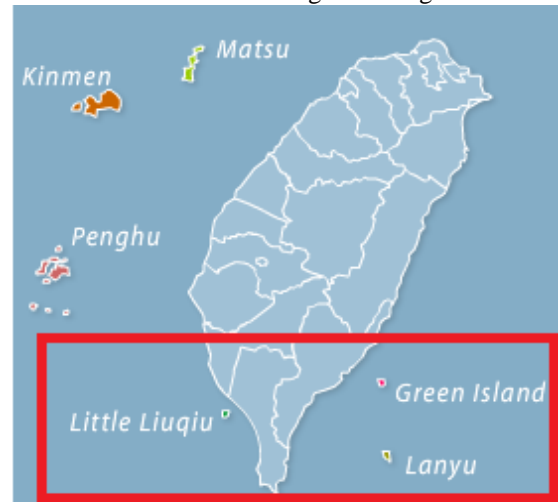 Matsu
Kinmen
Penghu
Green Island
Little Liuqiu
Lanyu